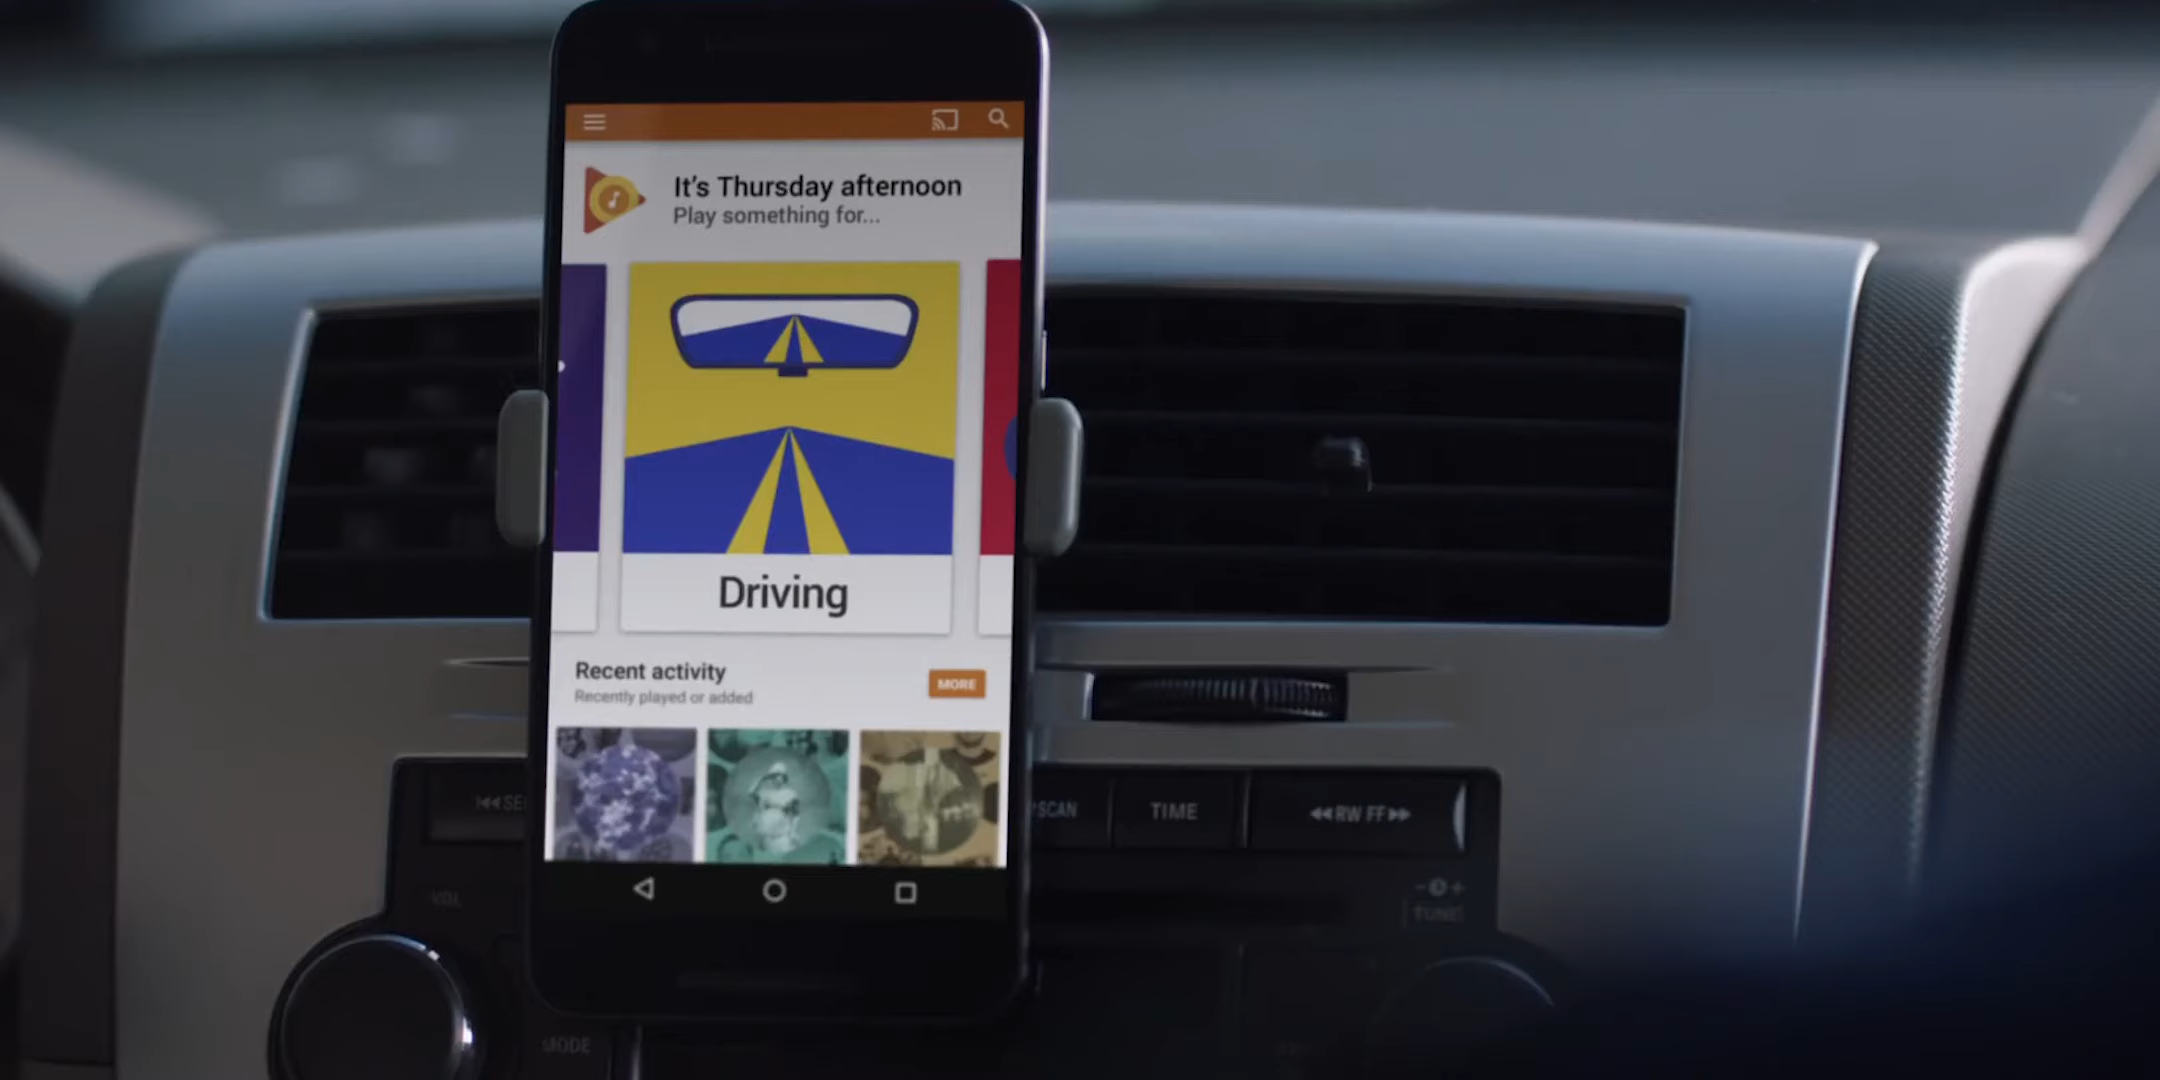 It's Thursday afternoon
Play something for...
Driving
Recent activity
MORE
Recently played or added
SCAN
TIME
RW FF
VOL
TUNE
MODE